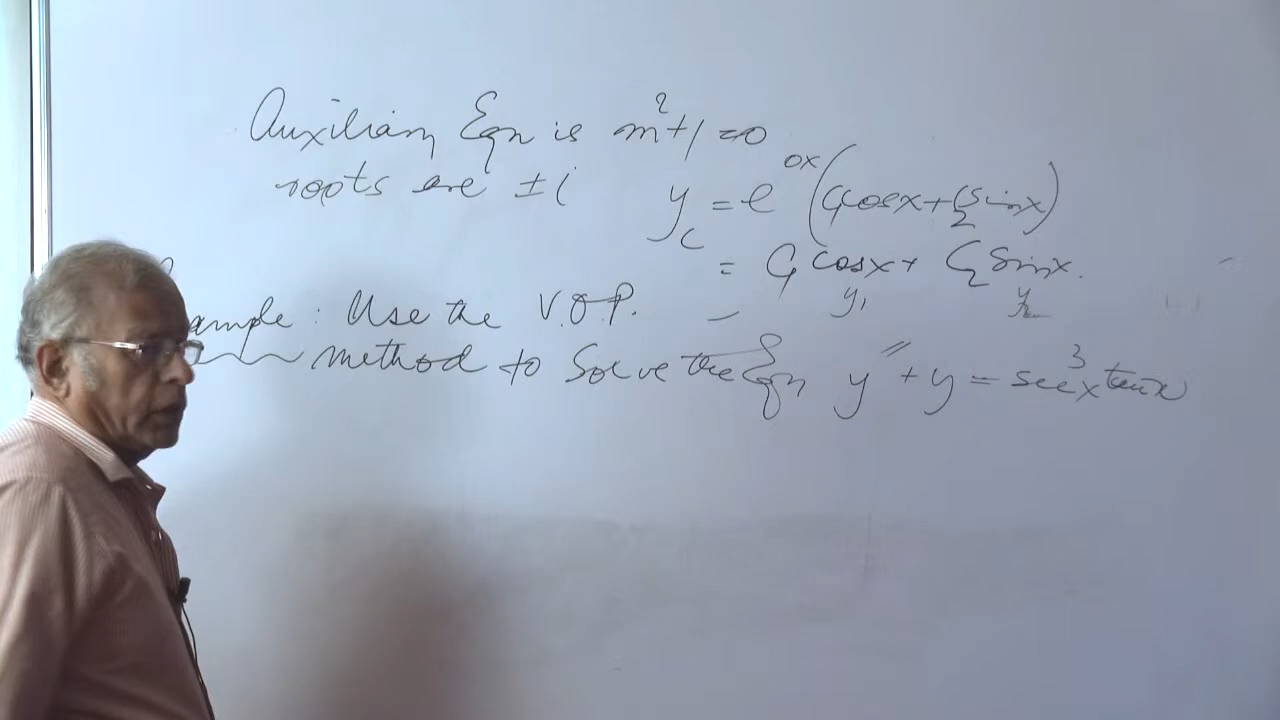 Auxiliary Eqn is m²+1=0
roots are ±i y_c = e^{0x}(C₁cosx+C₂sinx)
= C₁cosx+ C₂sinx.
y₁ y₂
ample: Use the V.O.P.
method to Solve the Eqn y″+y=sec³x tanx